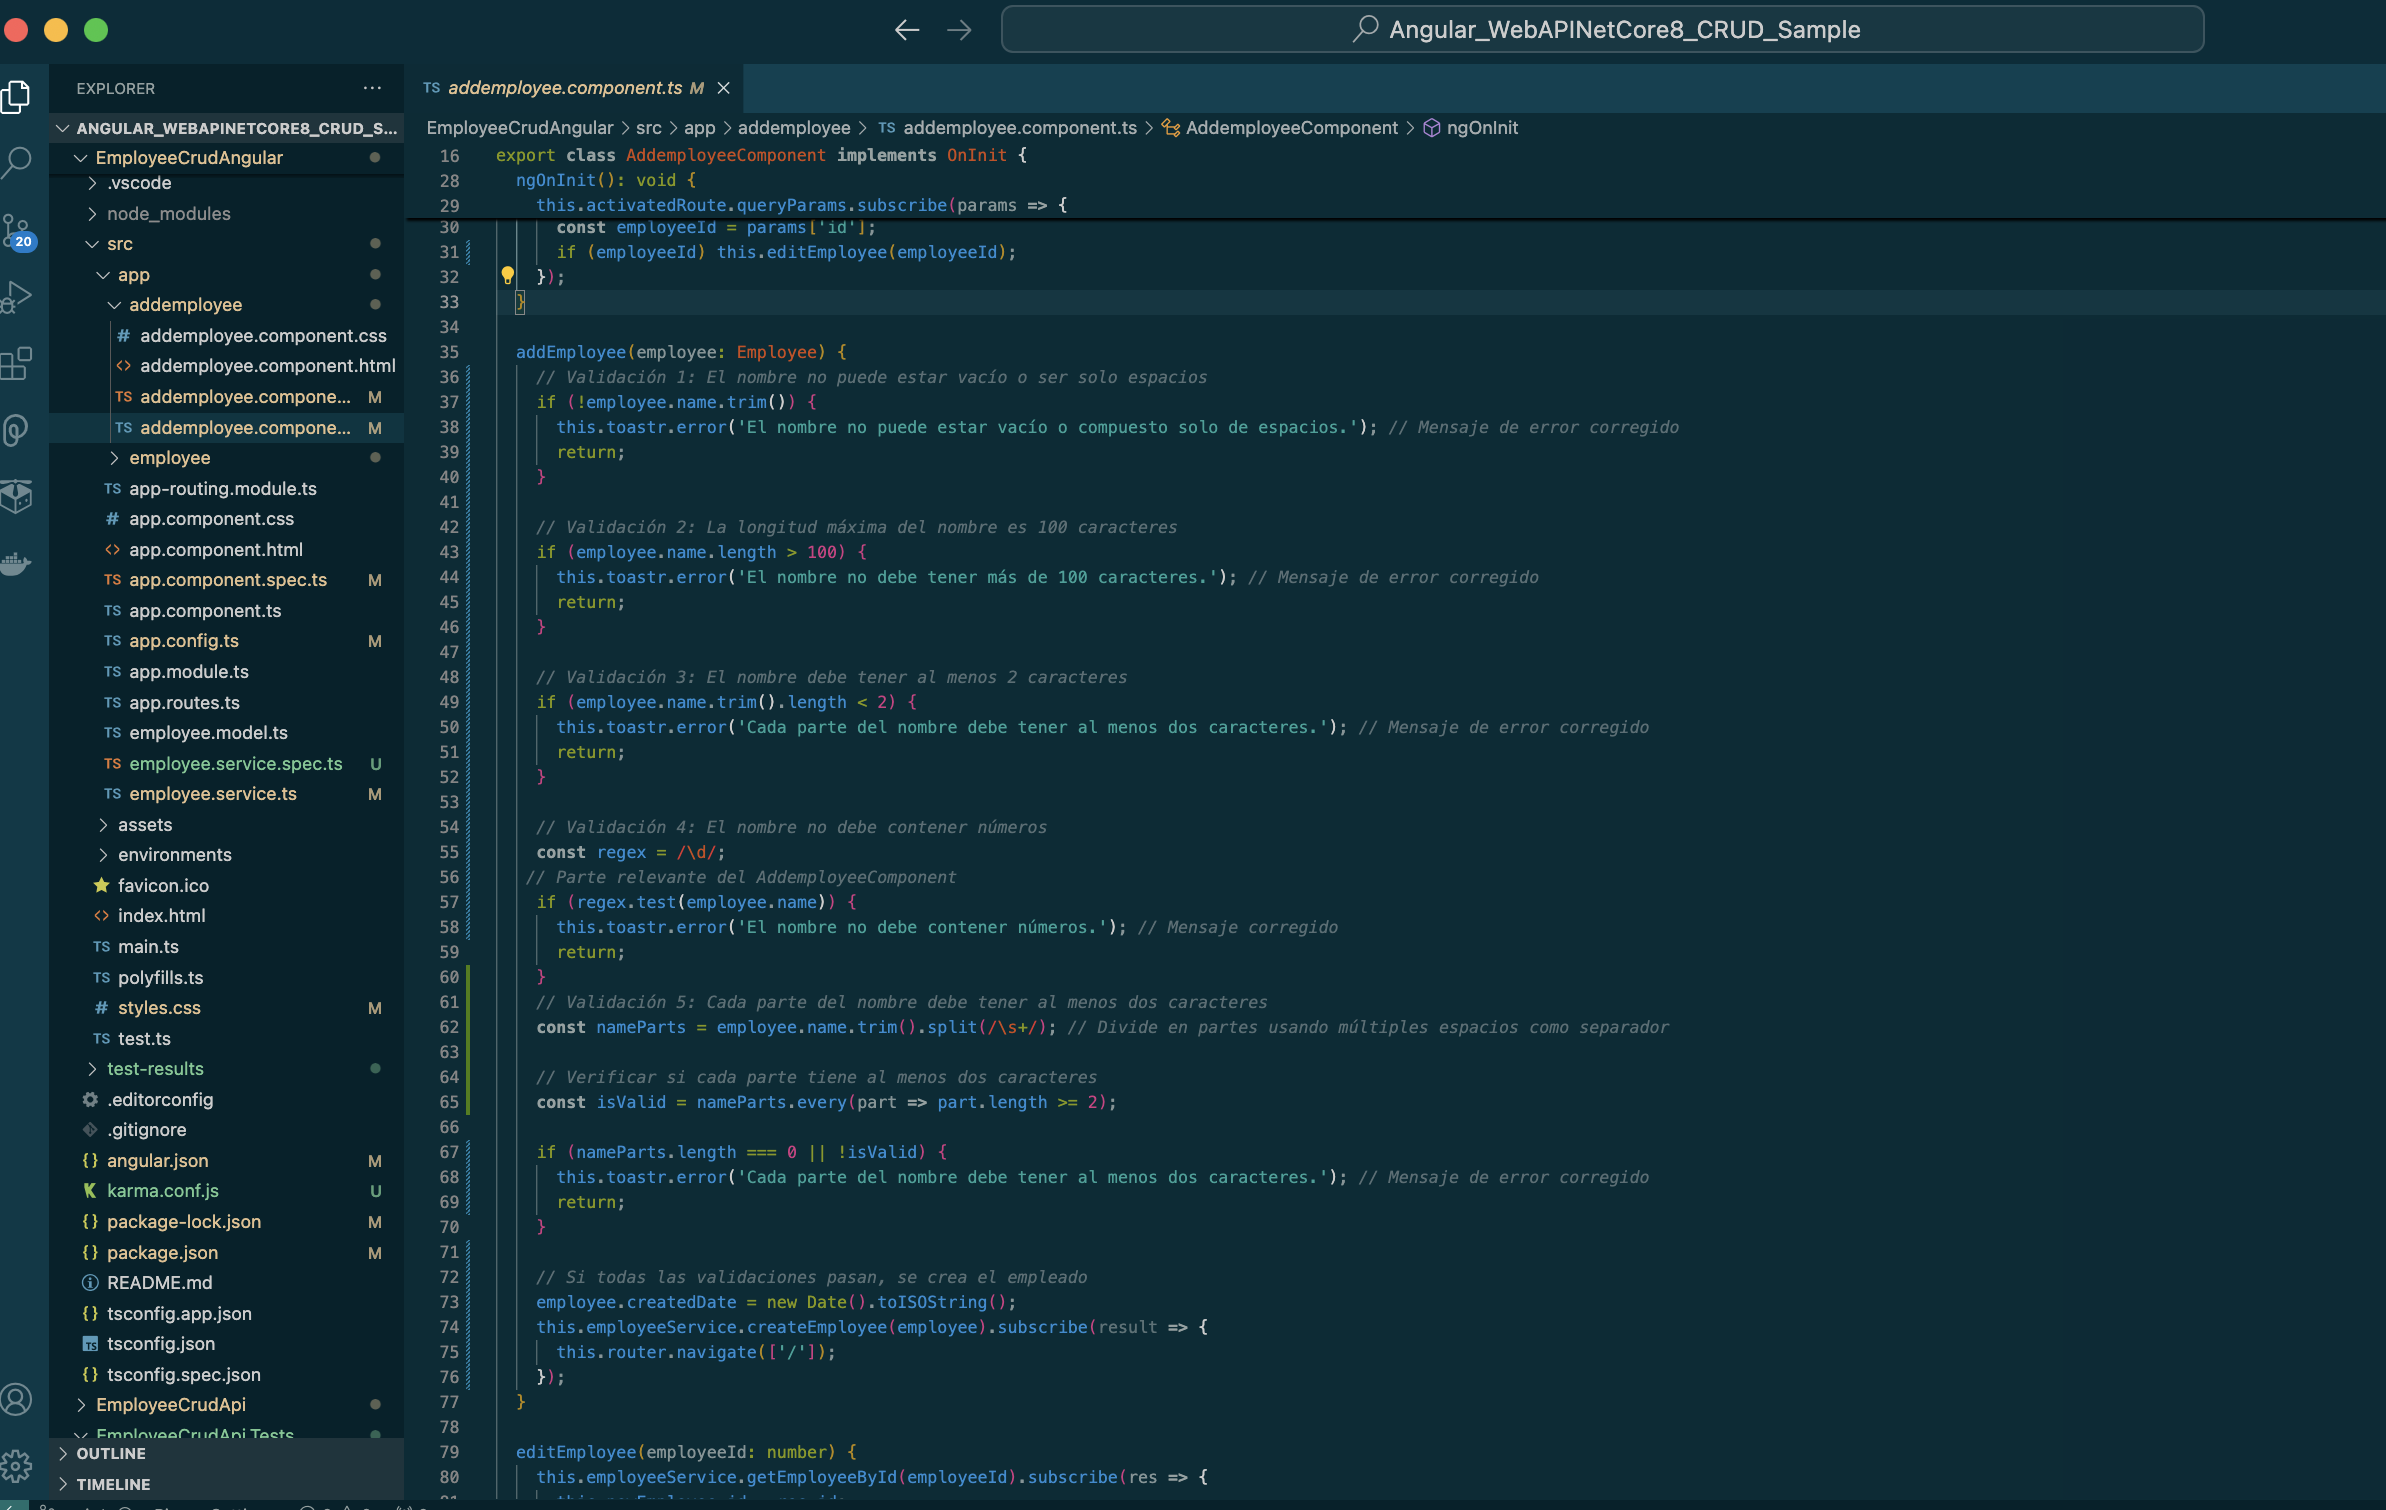 Angular_WebAPINetCore8_CRUD_Sample
EXPLORER
ANGULAR_WEBAPINETCORE8_CRUD_S...
EmployeeCrudAngular
.vscode
node_modules
src
app
addemployee
# addemployee.component.css
<> addemployee.component.html
TS addemployee.compone... M
TS addemployee.compone... M
employee
TS app-routing.module.ts
# app.component.css
<> app.component.html
TS app.component.spec.ts M
TS app.component.ts
TS app.config.ts M
TS app.module.ts
TS app.routes.ts
TS employee.model.ts
TS employee.service.spec.ts U
TS employee.service.ts M
assets
environments
favicon.ico
<> index.html
TS main.ts
TS polyfills.ts
# styles.css M
TS test.ts
test-results
.editorconfig
.gitignore
{} angular.json M
K karma.conf.js U
{} package-lock.json M
{} package.json M
README.md
{} tsconfig.app.json
TS tsconfig.json
{} tsconfig.spec.json
EmployeeCrudApi
EmployeeCrudApi.Tests
OUTLINE
TIMELINE
20
TS addemployee.component.ts M
EmployeeCrudAngular > src > app > addemployee > TS addemployee.component.ts > AddemployeeComponent > ngOnInit
16 export class AddemployeeComponent implements OnInit {
28 ngOnInit(): void {
29 this.activatedRoute.queryParams.subscribe(params => {
30 const employeeId = params['id'];
31 if (employeeId) this.editEmployee(employeeId);
32 });
33 }
34
35 addEmployee(employee: Employee) {
36 // Validación 1: El nombre no puede estar vacío o ser solo espacios
37 if (!employee.name.trim()) {
38 this.toastr.error('El nombre no puede estar vacío o compuesto solo de espacios.'); // Mensaje de error corregido
39 return;
40 }
41
42 // Validación 2: La longitud máxima del nombre es 100 caracteres
43 if (employee.name.length > 100) {
44 this.toastr.error('El nombre no debe tener más de 100 caracteres.'); // Mensaje de error corregido
45 return;
46 }
47
48 // Validación 3: El nombre debe tener al menos 2 caracteres
49 if (employee.name.trim().length < 2) {
50 this.toastr.error('Cada parte del nombre debe tener al menos dos caracteres.'); // Mensaje de error corregido
51 return;
52 }
53
54 // Validación 4: El nombre no debe contener números
55 const regex = /\d/;
56 // Parte relevante del AddemployeeComponent
57 if (regex.test(employee.name)) {
58 this.toastr.error('El nombre no debe contener números.'); // Mensaje corregido
59 return;
60 }
61 // Validación 5: Cada parte del nombre debe tener al menos dos caracteres
62 const nameParts = employee.name.trim().split(/\s+/); // Divide en partes usando múltiples espacios como separador
63
64 // Verificar si cada parte tiene al menos dos caracteres
65 const isValid = nameParts.every(part => part.length >= 2);
66
67 if (nameParts.length === 0 || !isValid) {
68 this.toastr.error('Cada parte del nombre debe tener al menos dos caracteres.'); // Mensaje de error corregido
69 return;
70 }
71
72 // Si todas las validaciones pasan, se crea el empleado
73 employee.createdDate = new Date().toISOString();
74 this.employeeService.createEmployee(employee).subscribe(result => {
75 this.router.navigate(['/']);
76 });
77 }
78
79 editEmployee(employeeId: number) {
80 this.employeeService.getEmployeeById(employeeId).subscribe(res => {